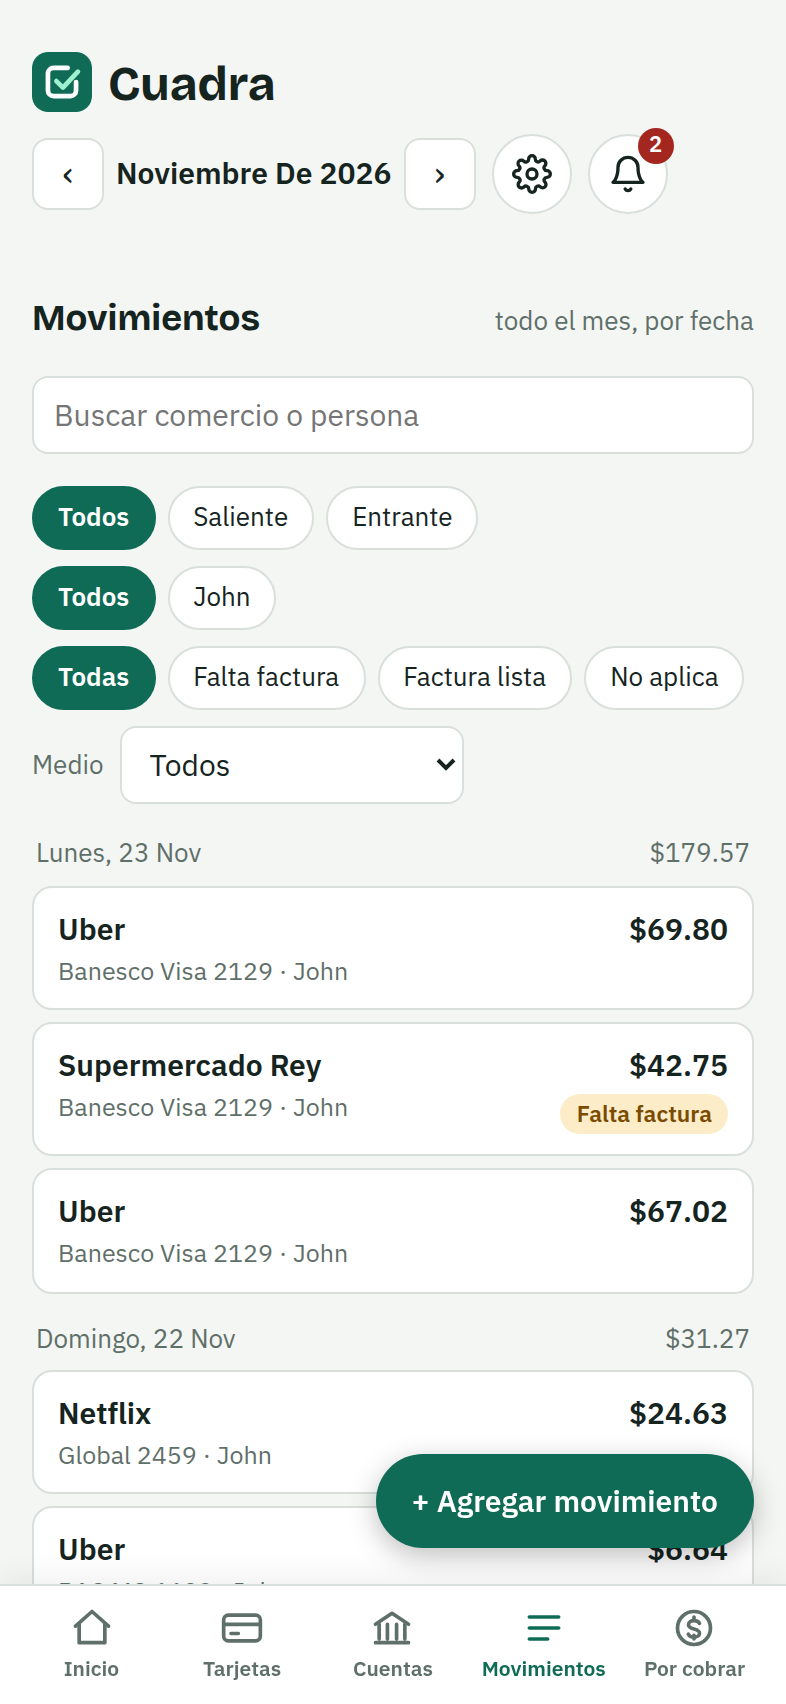 Cuadra
‹ Noviembre De 2026 › 2
Movimientos todo el mes, por fecha
Buscar comercio o persona
Todos Saliente Entrante
Todos John
Todas Falta factura Factura lista No aplica
Medio Todos
Lunes, 23 Nov $179.57
Uber $69.80
Banesco Visa 2129 · John
Supermercado Rey $42.75
Banesco Visa 2129 · John Falta factura
Uber $67.02
Banesco Visa 2129 · John
Domingo, 22 Nov $31.27
Netflix $24.63
Global 2459 · John
+ Agregar movimiento
Uber $6.64
Inicio Tarjetas Cuentas Movimientos Por cobrar